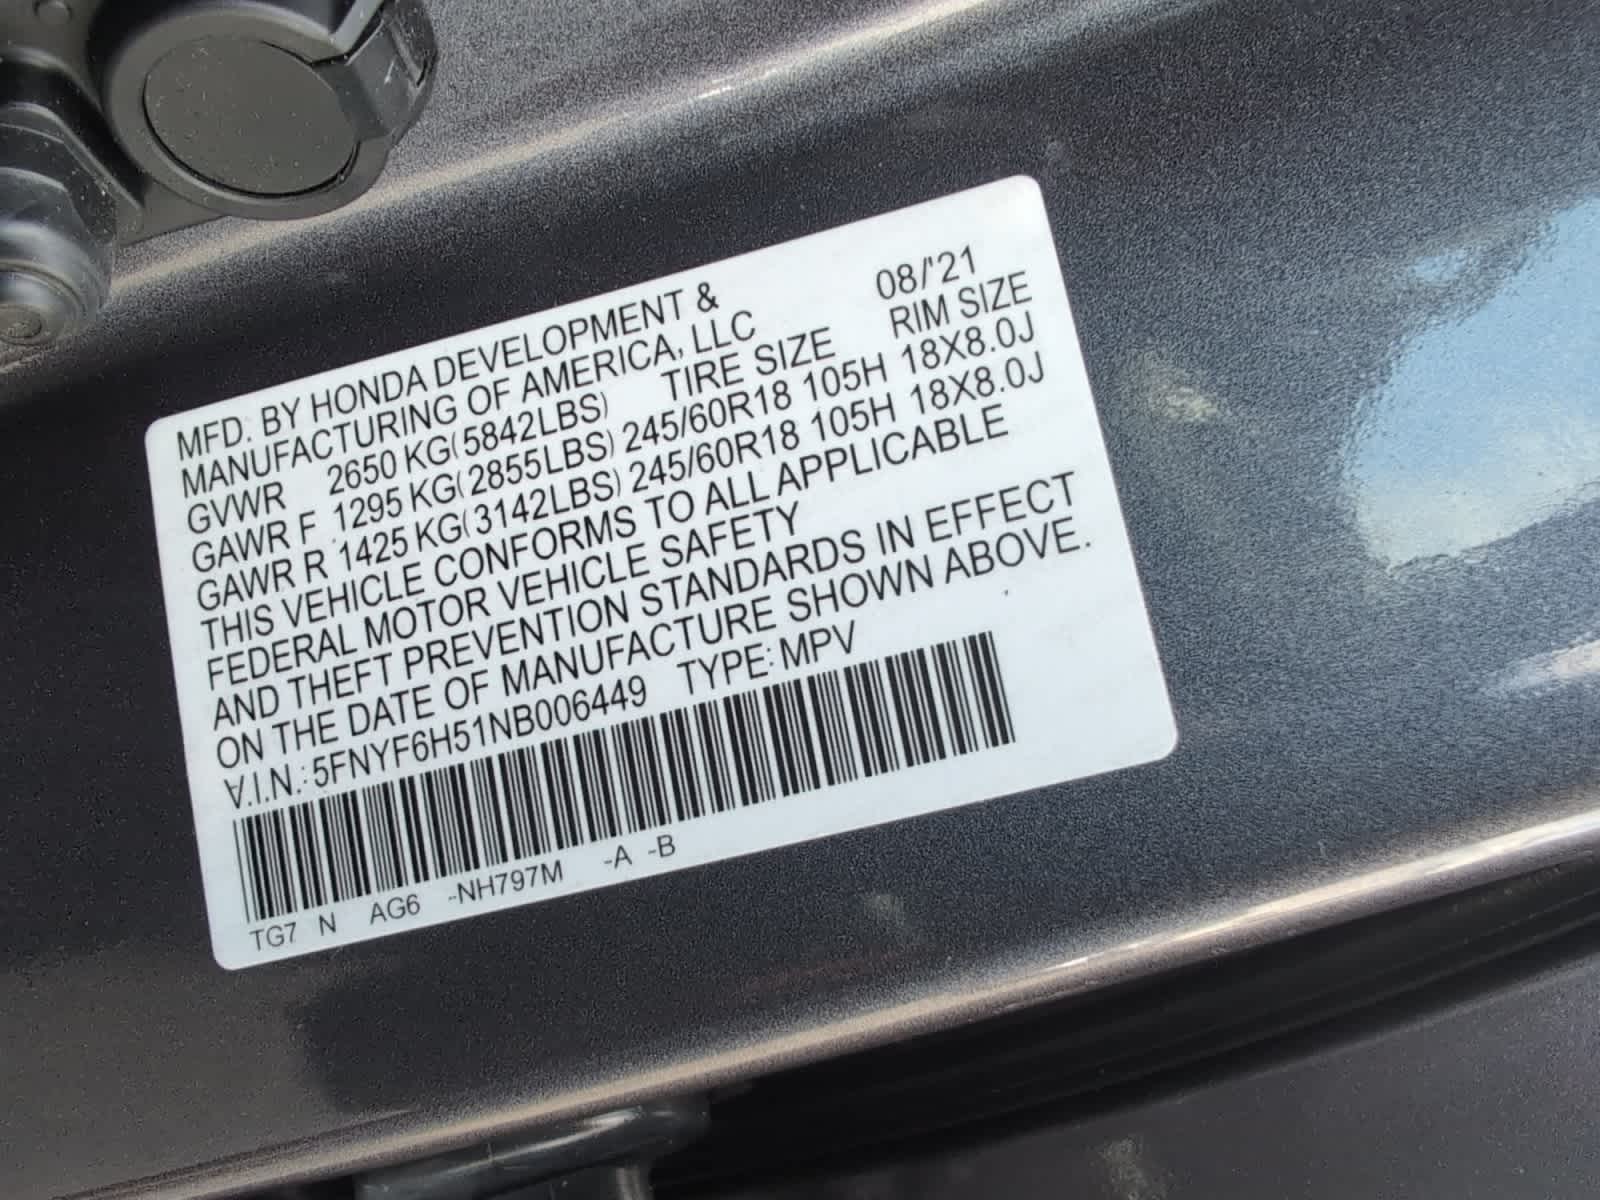 MFD. BY HONDA DEVELOPMENT & 08/'21
MANUFACTURING OF AMERICA, LLC RIM SIZE
GVWR 2650 KG(5842LBS) TIRE SIZE
GAWR F 1295 KG(2855LBS) 245/60R18 105H 18X8.0J
GAWR R 1425 KG(3142LBS) 245/60R18 105H 18X8.0J
THIS VEHICLE CONFORMS TO ALL APPLICABLE
FEDERAL MOTOR VEHICLE SAFETY
AND THEFT PREVENTION STANDARDS IN EFFECT
ON THE DATE OF MANUFACTURE SHOWN ABOVE.
V.I.N.: 5FNYF6H51NB006449 TYPE: MPV
TG7 N AG6 -NH797M -A -B